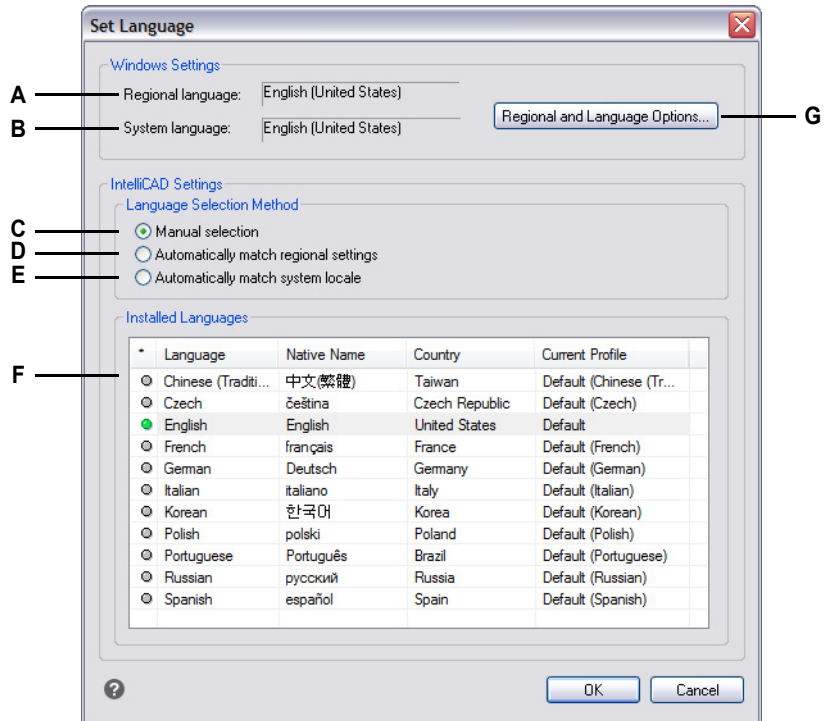 Set Language
Windows Settings
A Regional language: English (United States)
B System language: English (United States)
Regional and Language Options... G
IntelliCAD Settings
Language Selection Method
C Manual selection
D Automatically match regional settings
E Automatically match system locale
Installed Languages
F
* Language Native Name Country Current Profile
Chinese (Traditi... 中文(繁體) Taiwan Default (Chinese (Tr...
Czech čeština Czech Republic Default (Czech)
English English United States Default
French français France Default (French)
German Deutsch Germany Default (German)
Italian italiano Italy Default (Italian)
Korean 한국어 Korea Default (Korean)
Polish polski Poland Default (Polish)
Portuguese Português Brazil Default (Portuguese)
Russian русский Russia Default (Russian)
Spanish español Spain Default (Spanish)
? OK Cancel